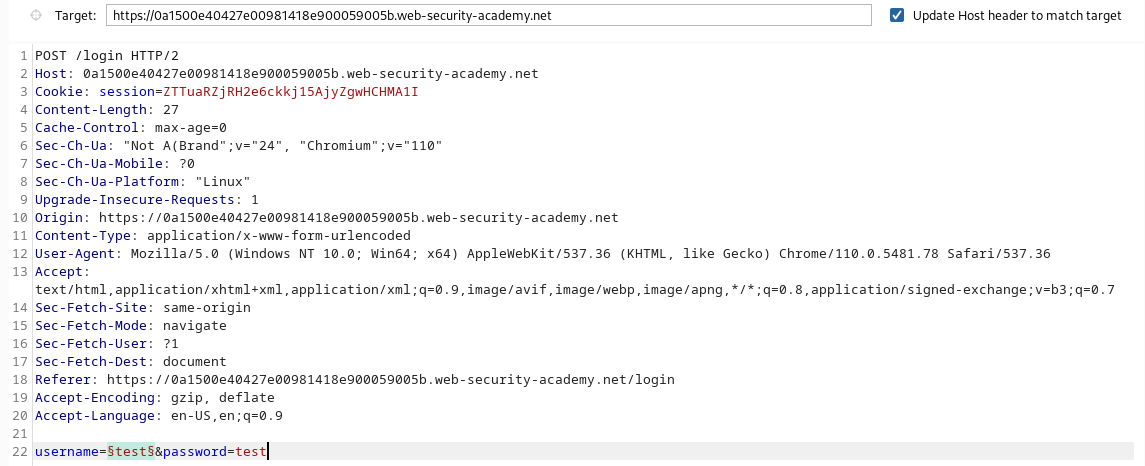 Target: https://0a1500e40427e00981418e900059005b.web-security-academy.net Update Host header to match target
1 POST /login HTTP/2
2 Host: 0a1500e40427e00981418e900059005b.web-security-academy.net
3 Cookie: session=ZTTuaRZjRH2e6ckkj15AjyZgwHCHMA1I
4 Content-Length: 27
5 Cache-Control: max-age=0
6 Sec-Ch-Ua: "Not A(Brand";v="24", "Chromium";v="110"
7 Sec-Ch-Ua-Mobile: ?0
8 Sec-Ch-Ua-Platform: "Linux"
9 Upgrade-Insecure-Requests: 1
10 Origin: https://0a1500e40427e00981418e900059005b.web-security-academy.net
11 Content-Type: application/x-www-form-urlencoded
12 User-Agent: Mozilla/5.0 (Windows NT 10.0; Win64; x64) AppleWebKit/537.36 (KHTML, like Gecko) Chrome/110.0.5481.78 Safari/537.36
13 Accept:
text/html,application/xhtml+xml,application/xml;q=0.9,image/avif,image/webp,image/apng,*/*;q=0.8,application/signed-exchange;v=b3;q=0.7
14 Sec-Fetch-Site: same-origin
15 Sec-Fetch-Mode: navigate
16 Sec-Fetch-User: ?1
17 Sec-Fetch-Dest: document
18 Referer: https://0a1500e40427e00981418e900059005b.web-security-academy.net/login
19 Accept-Encoding: gzip, deflate
20 Accept-Language: en-US,en;q=0.9
21
22 username=§test§&password=test